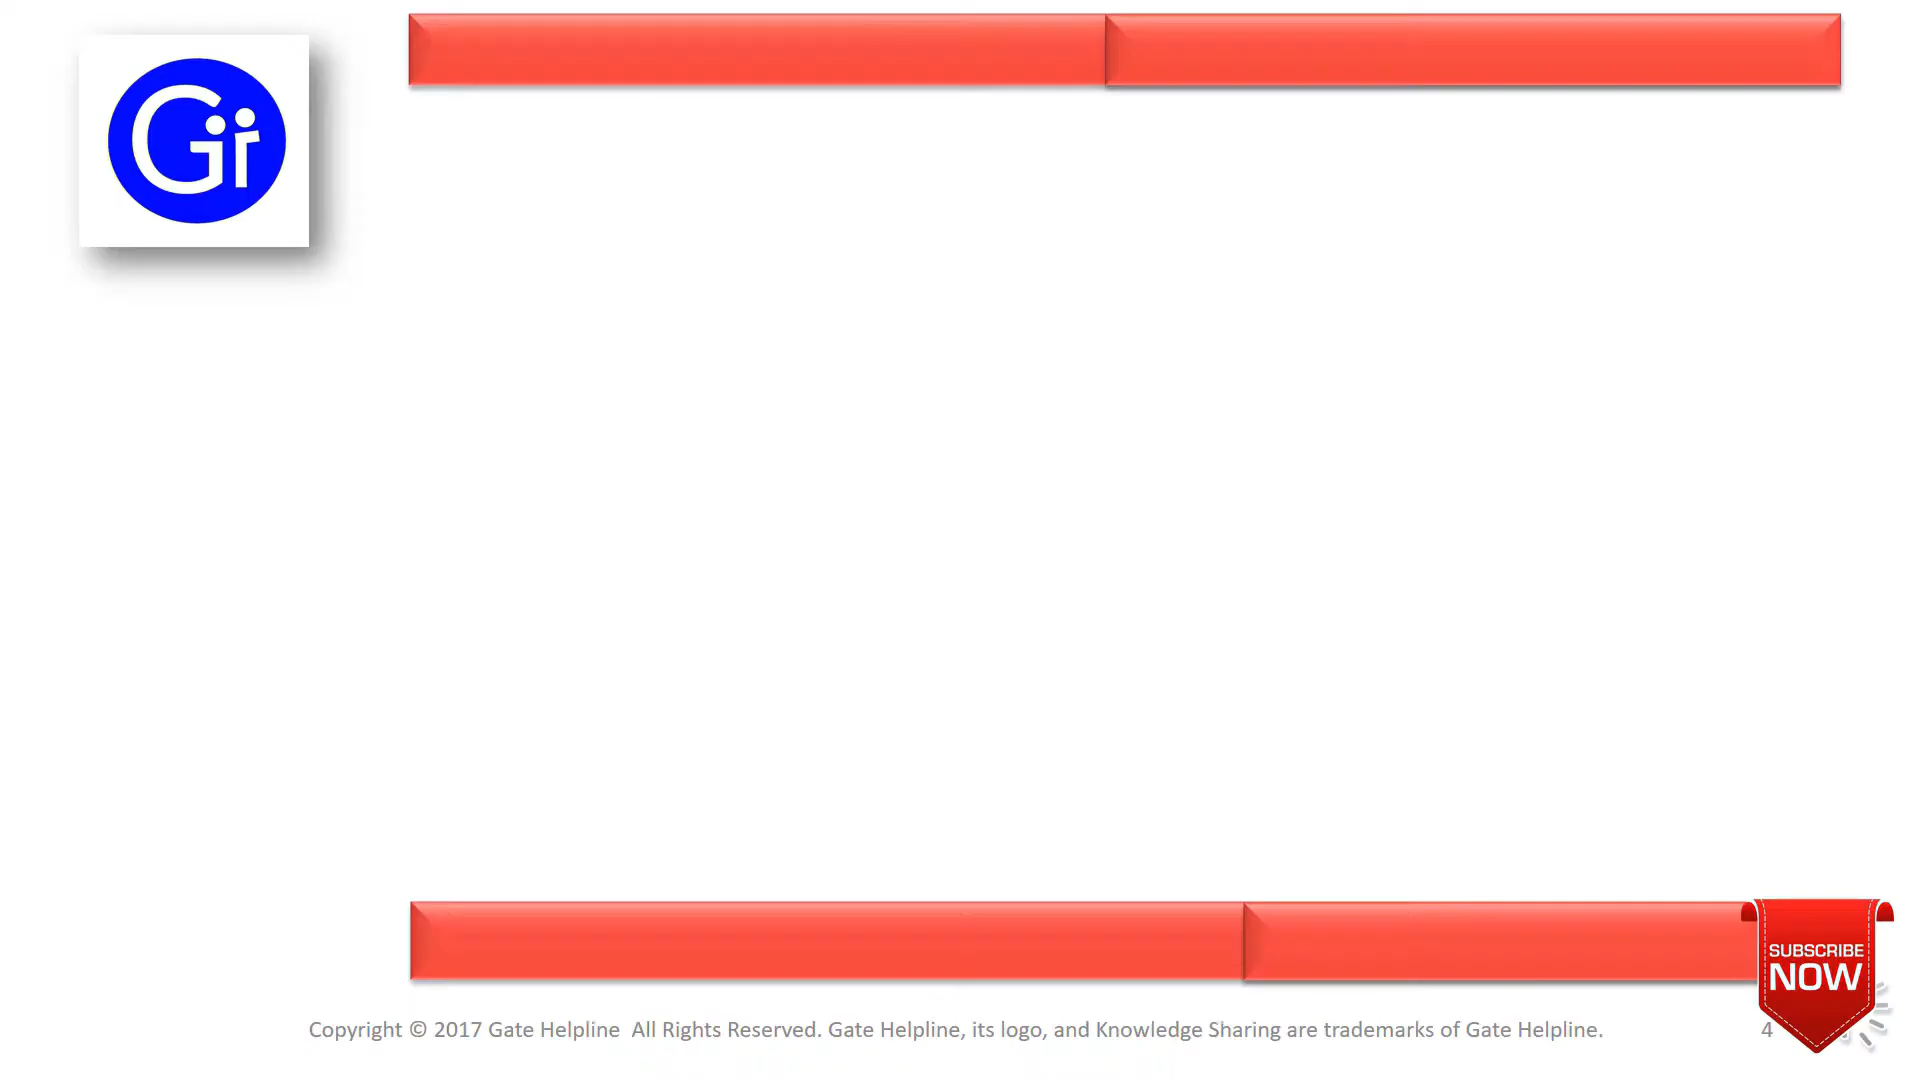 Gi
SUBSCRIBE
NOW
Copyright © 2017 Gate Helpline  All Rights Reserved. Gate Helpline, its logo, and Knowledge Sharing are trademarks of Gate Helpline.
4